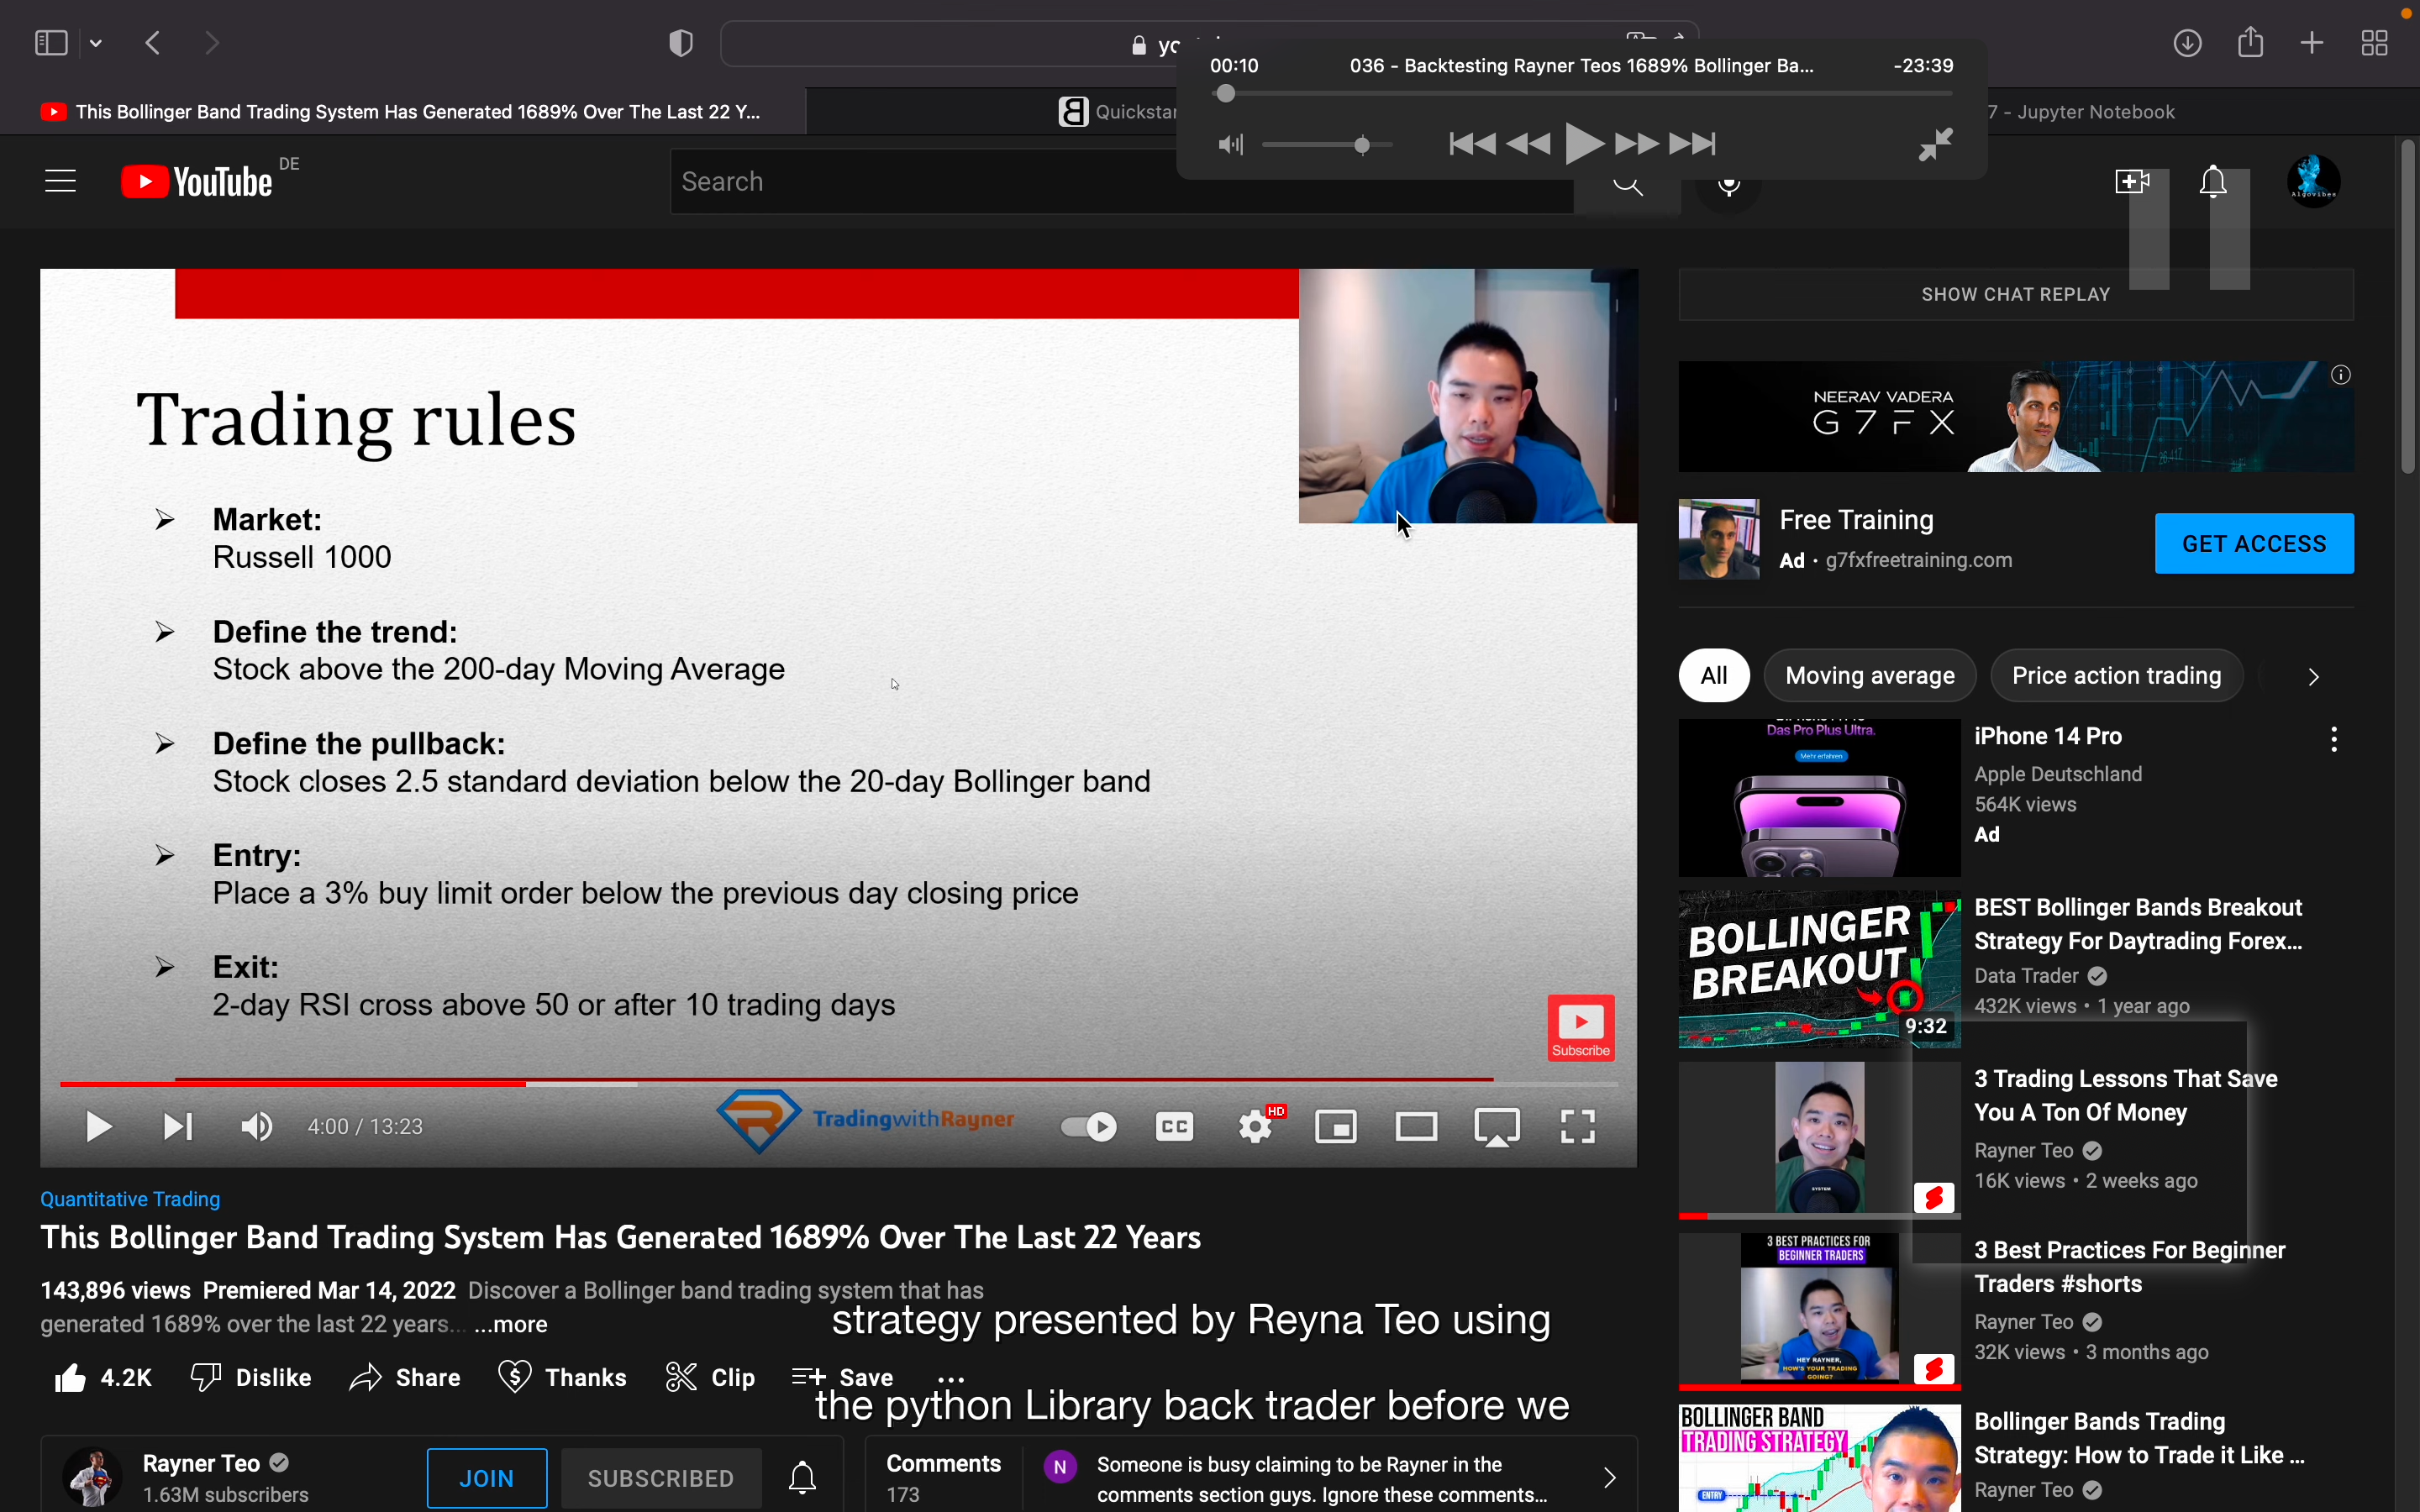 00:10
036 - Backtesting Rayner Teos 1689% Bollinger Ba...
-23:39
This Bollinger Band Trading System Has Generated 1689% Over The Last 22 Y...
7 - Jupyter Notebook
YouTube
DE
Search
Algovibes
SHOW CHAT REPLAY
Trading rules
➢ Market:
Russell 1000
➢ Define the trend:
Stock above the 200-day Moving Average
➢ Define the pullback:
Stock closes 2.5 standard deviation below the 20-day Bollinger band
➢ Entry:
Place a 3% buy limit order below the previous day closing price
➢ Exit:
2-day RSI cross above 50 or after 10 trading days
Subscribe
4:00 / 13:23
TradingwithRayner
CC
HD
Quantitative Trading
This Bollinger Band Trading System Has Generated 1689% Over The Last 22 Years
143,896 views Premiered Mar 14, 2022 Discover a Bollinger band trading system that has
generated 1689% over the last 22 years... ...more
strategy presented by Reyna Teo using
4.2K
Dislike
Share
Thanks
Clip
Save
the python Library back trader before we
Rayner Teo
1.63M subscribers
JOIN
SUBSCRIBED
Comments
173
N
Someone is busy claiming to be Rayner in the
comments section guys. Ignore these comments...
NEERAV VADERA
G7FX
Free Training
Ad · g7fxfreetraining.com
GET ACCESS
All
Moving average
Price action trading
Das Pro Plus Ultra.
Mehr erfahren
iPhone 14 Pro
Apple Deutschland
564K views
Ad
BOLLINGER
BREAKOUT
9:32
BEST Bollinger Bands Breakout
Strategy For Daytrading Forex...
Data Trader
432K views · 1 year ago
SYSTEM
3 Trading Lessons That Save
You A Ton Of Money
Rayner Teo
16K views · 2 weeks ago
3 BEST PRACTICES FOR
BEGINNER TRADERS
HEY RAYNER,
HOW'S YOUR TRADING
GOING?
3 Best Practices For Beginner
Traders #shorts
Rayner Teo
32K views · 3 months ago
BOLLINGER BAND
TRADING STRATEGY
ENTRY
Bollinger Bands Trading
Strategy: How to Trade it Like ...
Rayner Teo